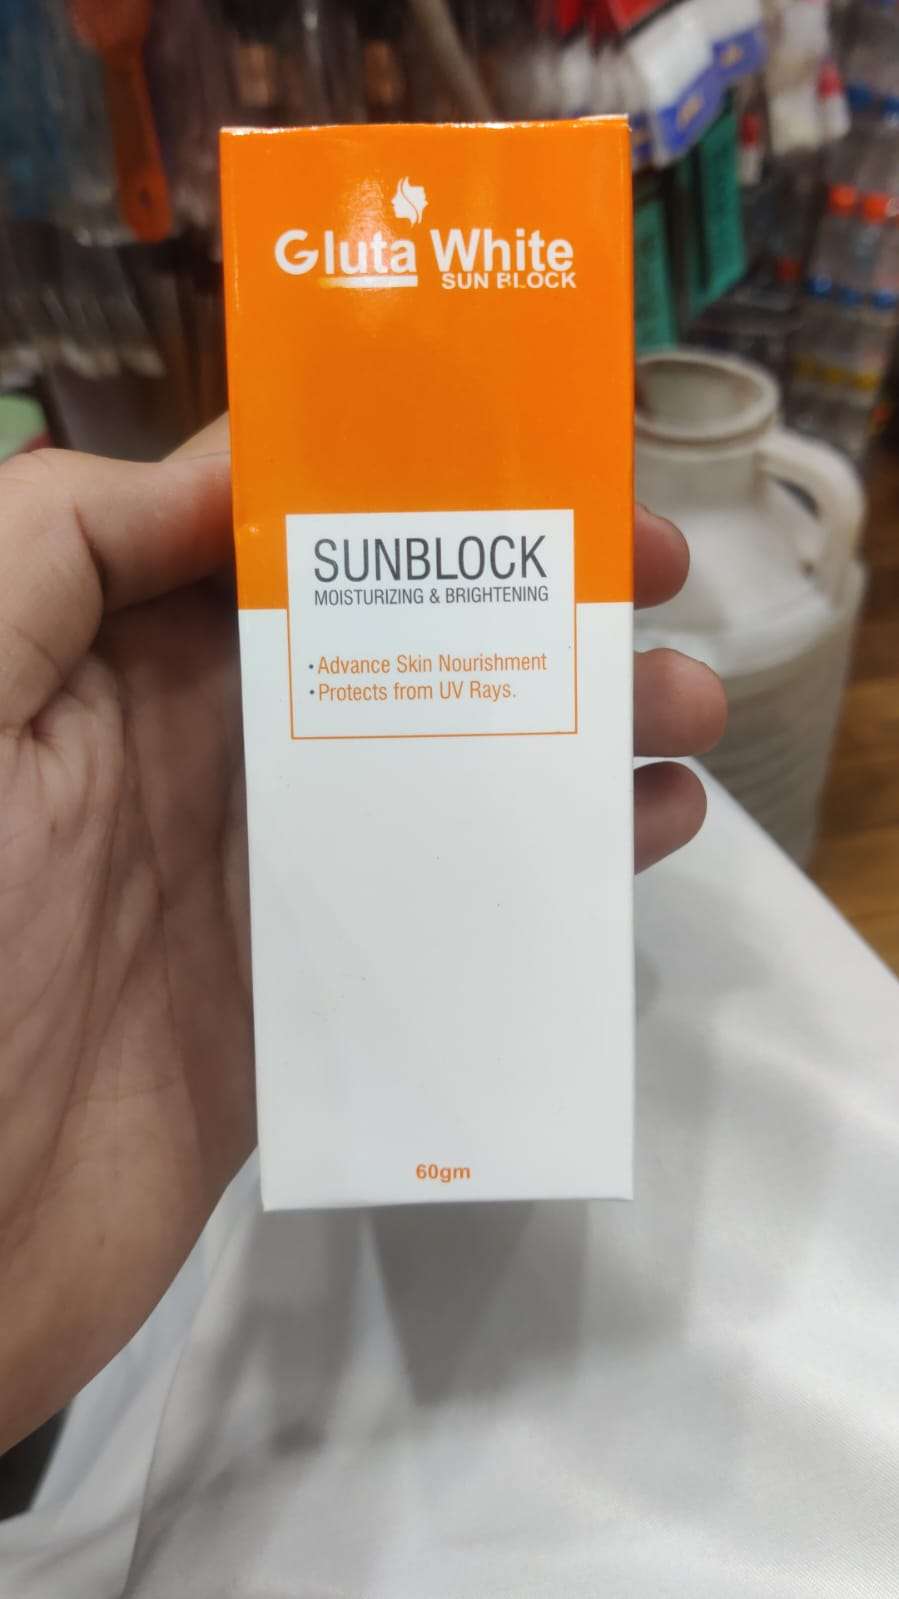 Gluta White
SUN BLOCK
SUNBLOCK
MOISTURIZING & BRIGHTENING
• Advance Skin Nourishment
• Protects from UV Rays.
60gm